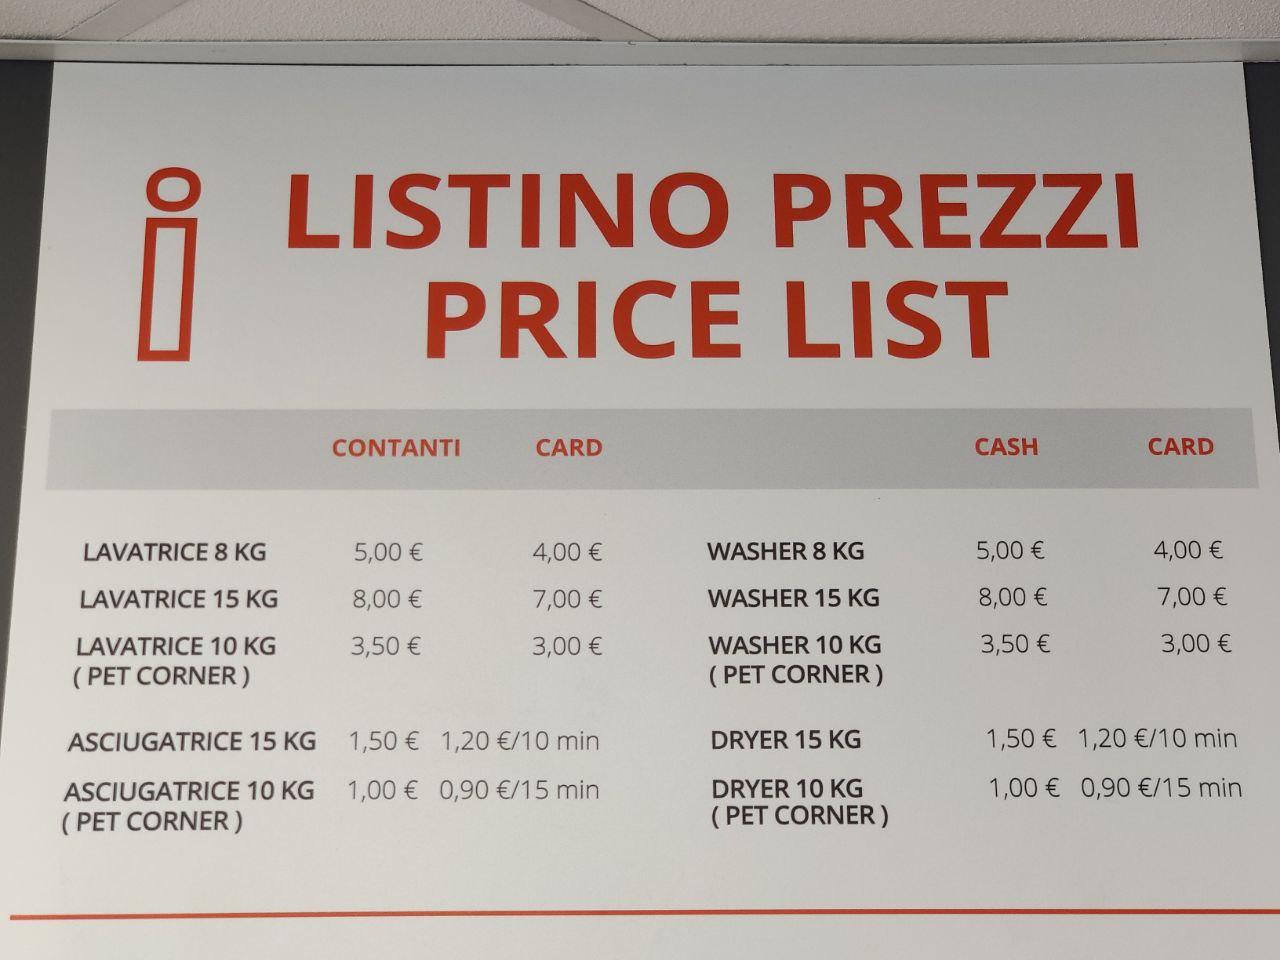 i
LISTINO PREZZI
PRICE LIST
CONTANTI CARD CASH CARD
LAVATRICE 8 KG 5,00 € 4,00 € WASHER 8 KG 5,00 € 4,00 €
LAVATRICE 15 KG 8,00 € 7,00 € WASHER 15 KG 8,00 € 7,00 €
LAVATRICE 10 KG 3,50 € 3,00 € WASHER 10 KG 3,50 € 3,00 €
( PET CORNER ) ( PET CORNER )
ASCIUGATRICE 15 KG 1,50 € 1,20 €/10 min DRYER 15 KG 1,50 € 1,20 €/10 min
ASCIUGATRICE 10 KG 1,00 € 0,90 €/15 min DRYER 10 KG 1,00 € 0,90 €/15 min
( PET CORNER ) ( PET CORNER )